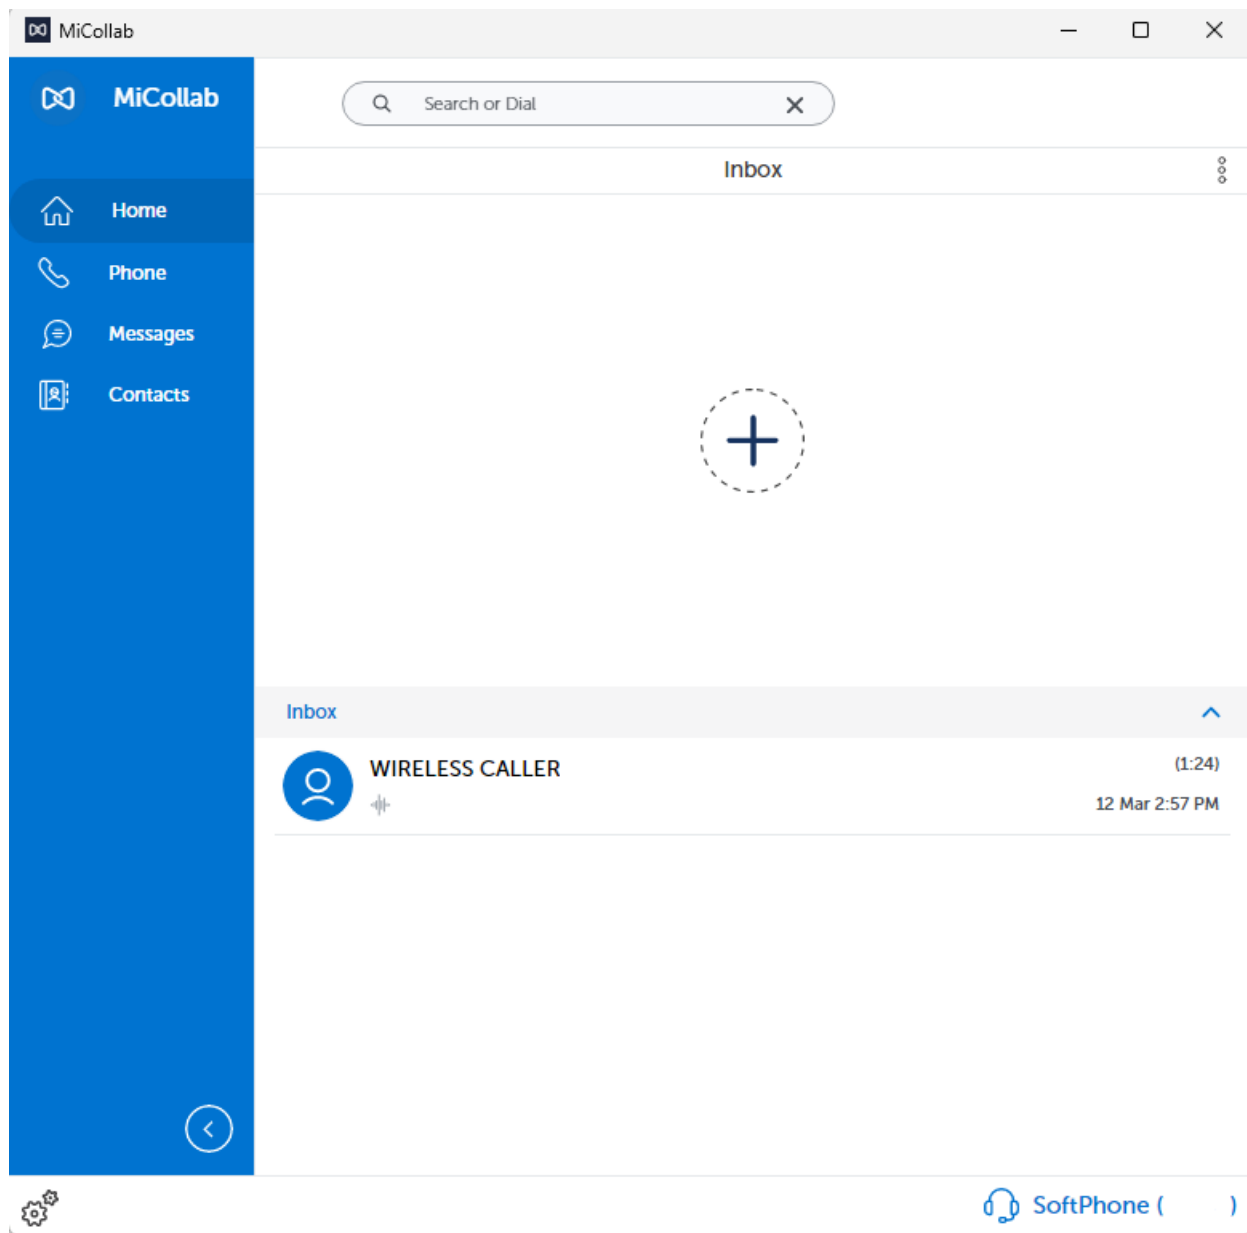 MiCollab
MiCollab
Search or Dial
Inbox
Home
Phone
Messages
Contacts
Inbox
WIRELESS CALLER
(1:24)
12 Mar 2:57 PM
SoftPhone ( )